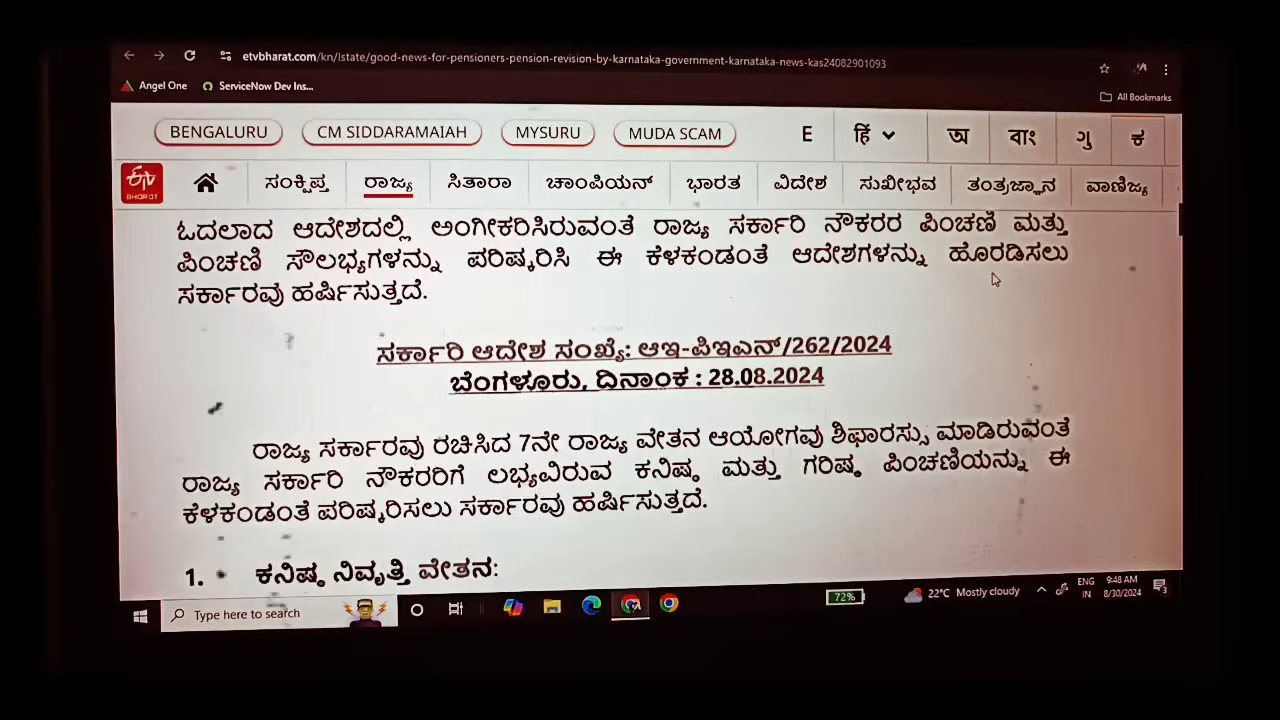 etvbharat.com/kn/!state/good-news-for-pensioners-pension-revision-by-karnataka-government-karnataka-news-kas24082901093
Angel One ServiceNow Dev Ins...
All Bookmarks
BENGALURU CM SIDDARAMAIAH MYSURU MUDA SCAM E हिं অ বাং ગુ ಕ
ETV BHARAT ಸಂಕ್ಷಿಪ್ತ ರಾಜ್ಯ ಸಿತಾರಾ ಚಾಂಪಿಯನ್ ಭಾರತ ವಿದೇಶ ಸುಖೀಭವ ತಂತ್ರಜ್ಞಾನ ವಾಣಿಜ್ಯ
ಓದಲಾದ ಆದೇಶದಲ್ಲಿ ಅಂಗೀಕರಿಸಿರುವಂತೆ ರಾಜ್ಯ ಸರ್ಕಾರಿ ನೌಕರರ ಪಿಂಚಣಿ ಮತ್ತು
ಪಿಂಚಣಿ ಸೌಲಭ್ಯಗಳನ್ನು ಪರಿಷ್ಕರಿಸಿ ಈ ಕೆಳಕಂಡಂತೆ ಆದೇಶಗಳನ್ನು ಹೊರಡಿಸಲು
ಸರ್ಕಾರವು ಹರ್ಷಿಸುತ್ತದೆ.
ಸರ್ಕಾರಿ ಆದೇಶ ಸಂಖ್ಯೆ: ಆಇ-ಪಿಇಎನ್/262/2024
ಬೆಂಗಳೂರು, ದಿನಾಂಕ : 28.08.2024
ರಾಜ್ಯ ಸರ್ಕಾರವು ರಚಿಸಿದ 7ನೇ ರಾಜ್ಯ ವೇತನ ಆಯೋಗವು ಶಿಫಾರಸ್ಸು ಮಾಡಿರುವಂತೆ
ರಾಜ್ಯ ಸರ್ಕಾರಿ ನೌಕರರಿಗೆ ಲಭ್ಯವಿರುವ ಕನಿಷ್ಠ ಮತ್ತು ಗರಿಷ್ಠ ಪಿಂಚಣಿಯನ್ನು ಈ
ಕೆಳಕಂಡಂತೆ ಪರಿಷ್ಕರಿಸಲು ಸರ್ಕಾರವು ಹರ್ಷಿಸುತ್ತದೆ.
1. ಕನಿಷ್ಠ ನಿವೃತ್ತಿ ವೇತನ:
Type here to search 72% 22°C Mostly cloudy ENG 9:48 AM
IN 8/30/2024 3